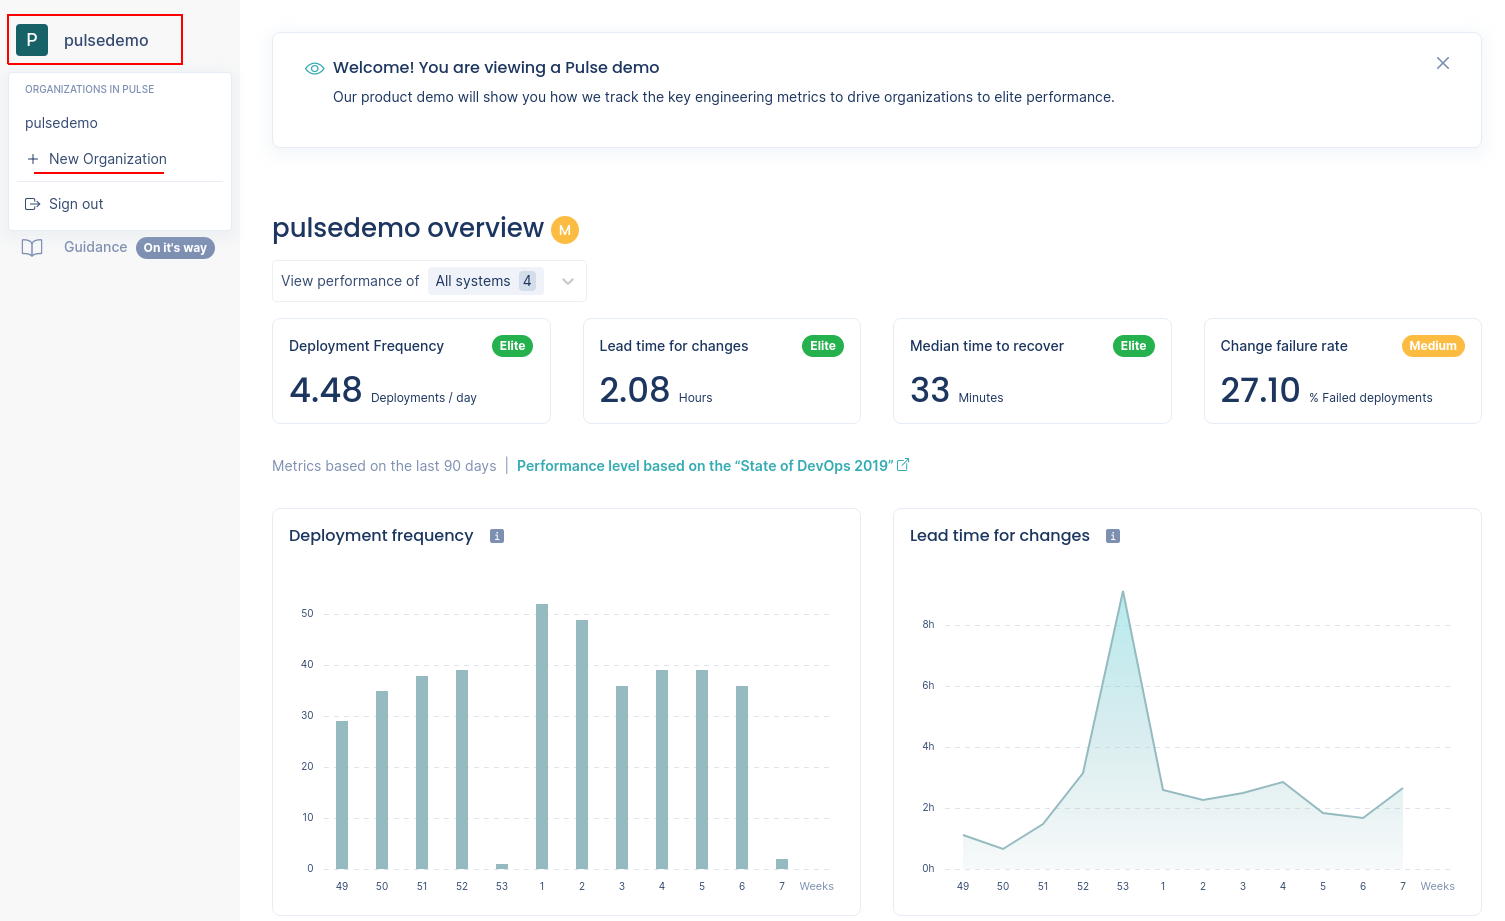 P pulsedemo
ORGANIZATIONS IN PULSE
pulsedemo
+ New Organization
Sign out
Guidance On it's way
Welcome! You are viewing a Pulse demo
Our product demo will show you how we track the key engineering metrics to drive organizations to elite performance.
pulsedemo overview M
View performance of All systems 4
Deployment Frequency Elite
4.48 Deployments / day
Lead time for changes Elite
2.08 Hours
Median time to recover Elite
33 Minutes
Change failure rate Medium
27.10 % Failed deployments
Metrics based on the last 90 days | Performance level based on the “State of DevOps 2019”
Deployment frequency i
50
40
30
20
10
0
49 50 51 52 53 1 2 3 4 5 6 7 Weeks
Lead time for changes i
8h
6h
4h
2h
0h
49 50 51 52 53 1 2 3 4 5 6 7 Weeks